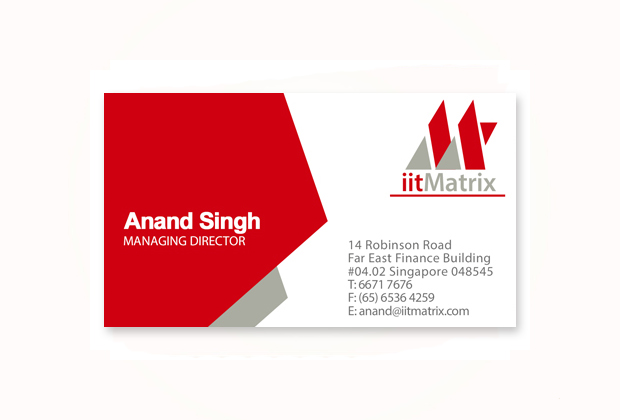 iitMatrix
Anand Singh
MANAGING DIRECTOR
14 Robinson Road
Far East Finance Building
#04.02 Singapore 048545
T: 6671 7676
F: (65) 6536 4259
E: anand@iitmatrix.com